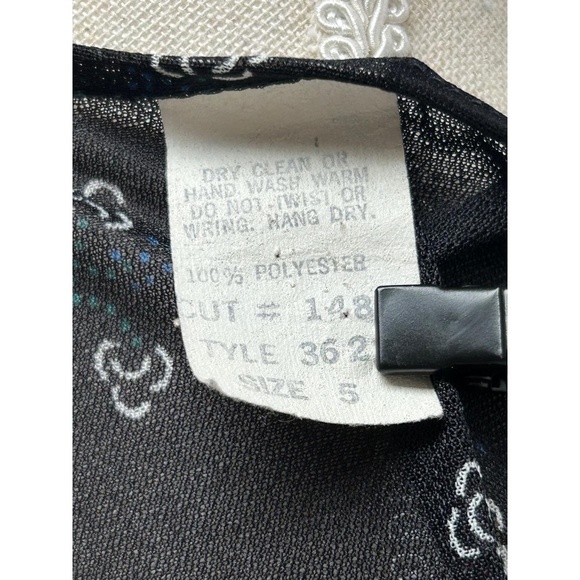 DRY CLEAN OR
HAND WASH WARM
DO NOT TWIST OR
WRING. HANG DRY.
100% POLYESTER
CUT # 148
TYLE 362
SIZE 5